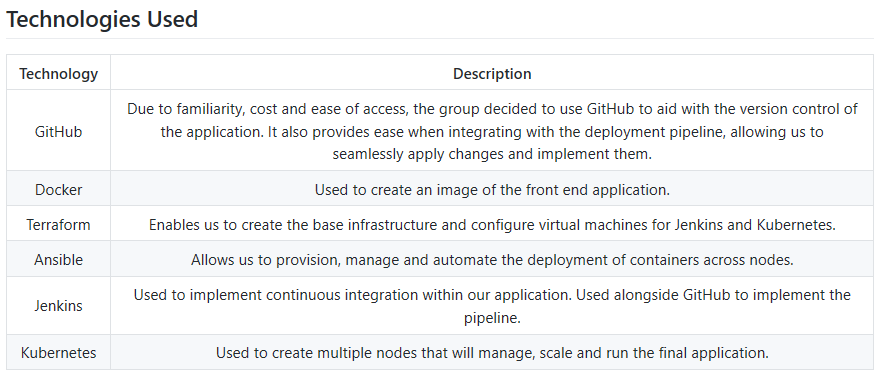 Technologies Used
Technology Description
GitHub
Due to familiarity, cost and ease of access, the group decided to use GitHub to aid with the version control of
the application. It also provides ease when integrating with the deployment pipeline, allowing us to
seamlessly apply changes and implement them.
Docker Used to create an image of the front end application.
Terraform Enables us to create the base infrastructure and configure virtual machines for Jenkins and Kubernetes.
Ansible Allows us to provision, manage and automate the deployment of containers across nodes.
Jenkins
Used to implement continuous integration within our application. Used alongside GitHub to implement the
pipeline.
Kubernetes Used to create multiple nodes that will manage, scale and run the final application.